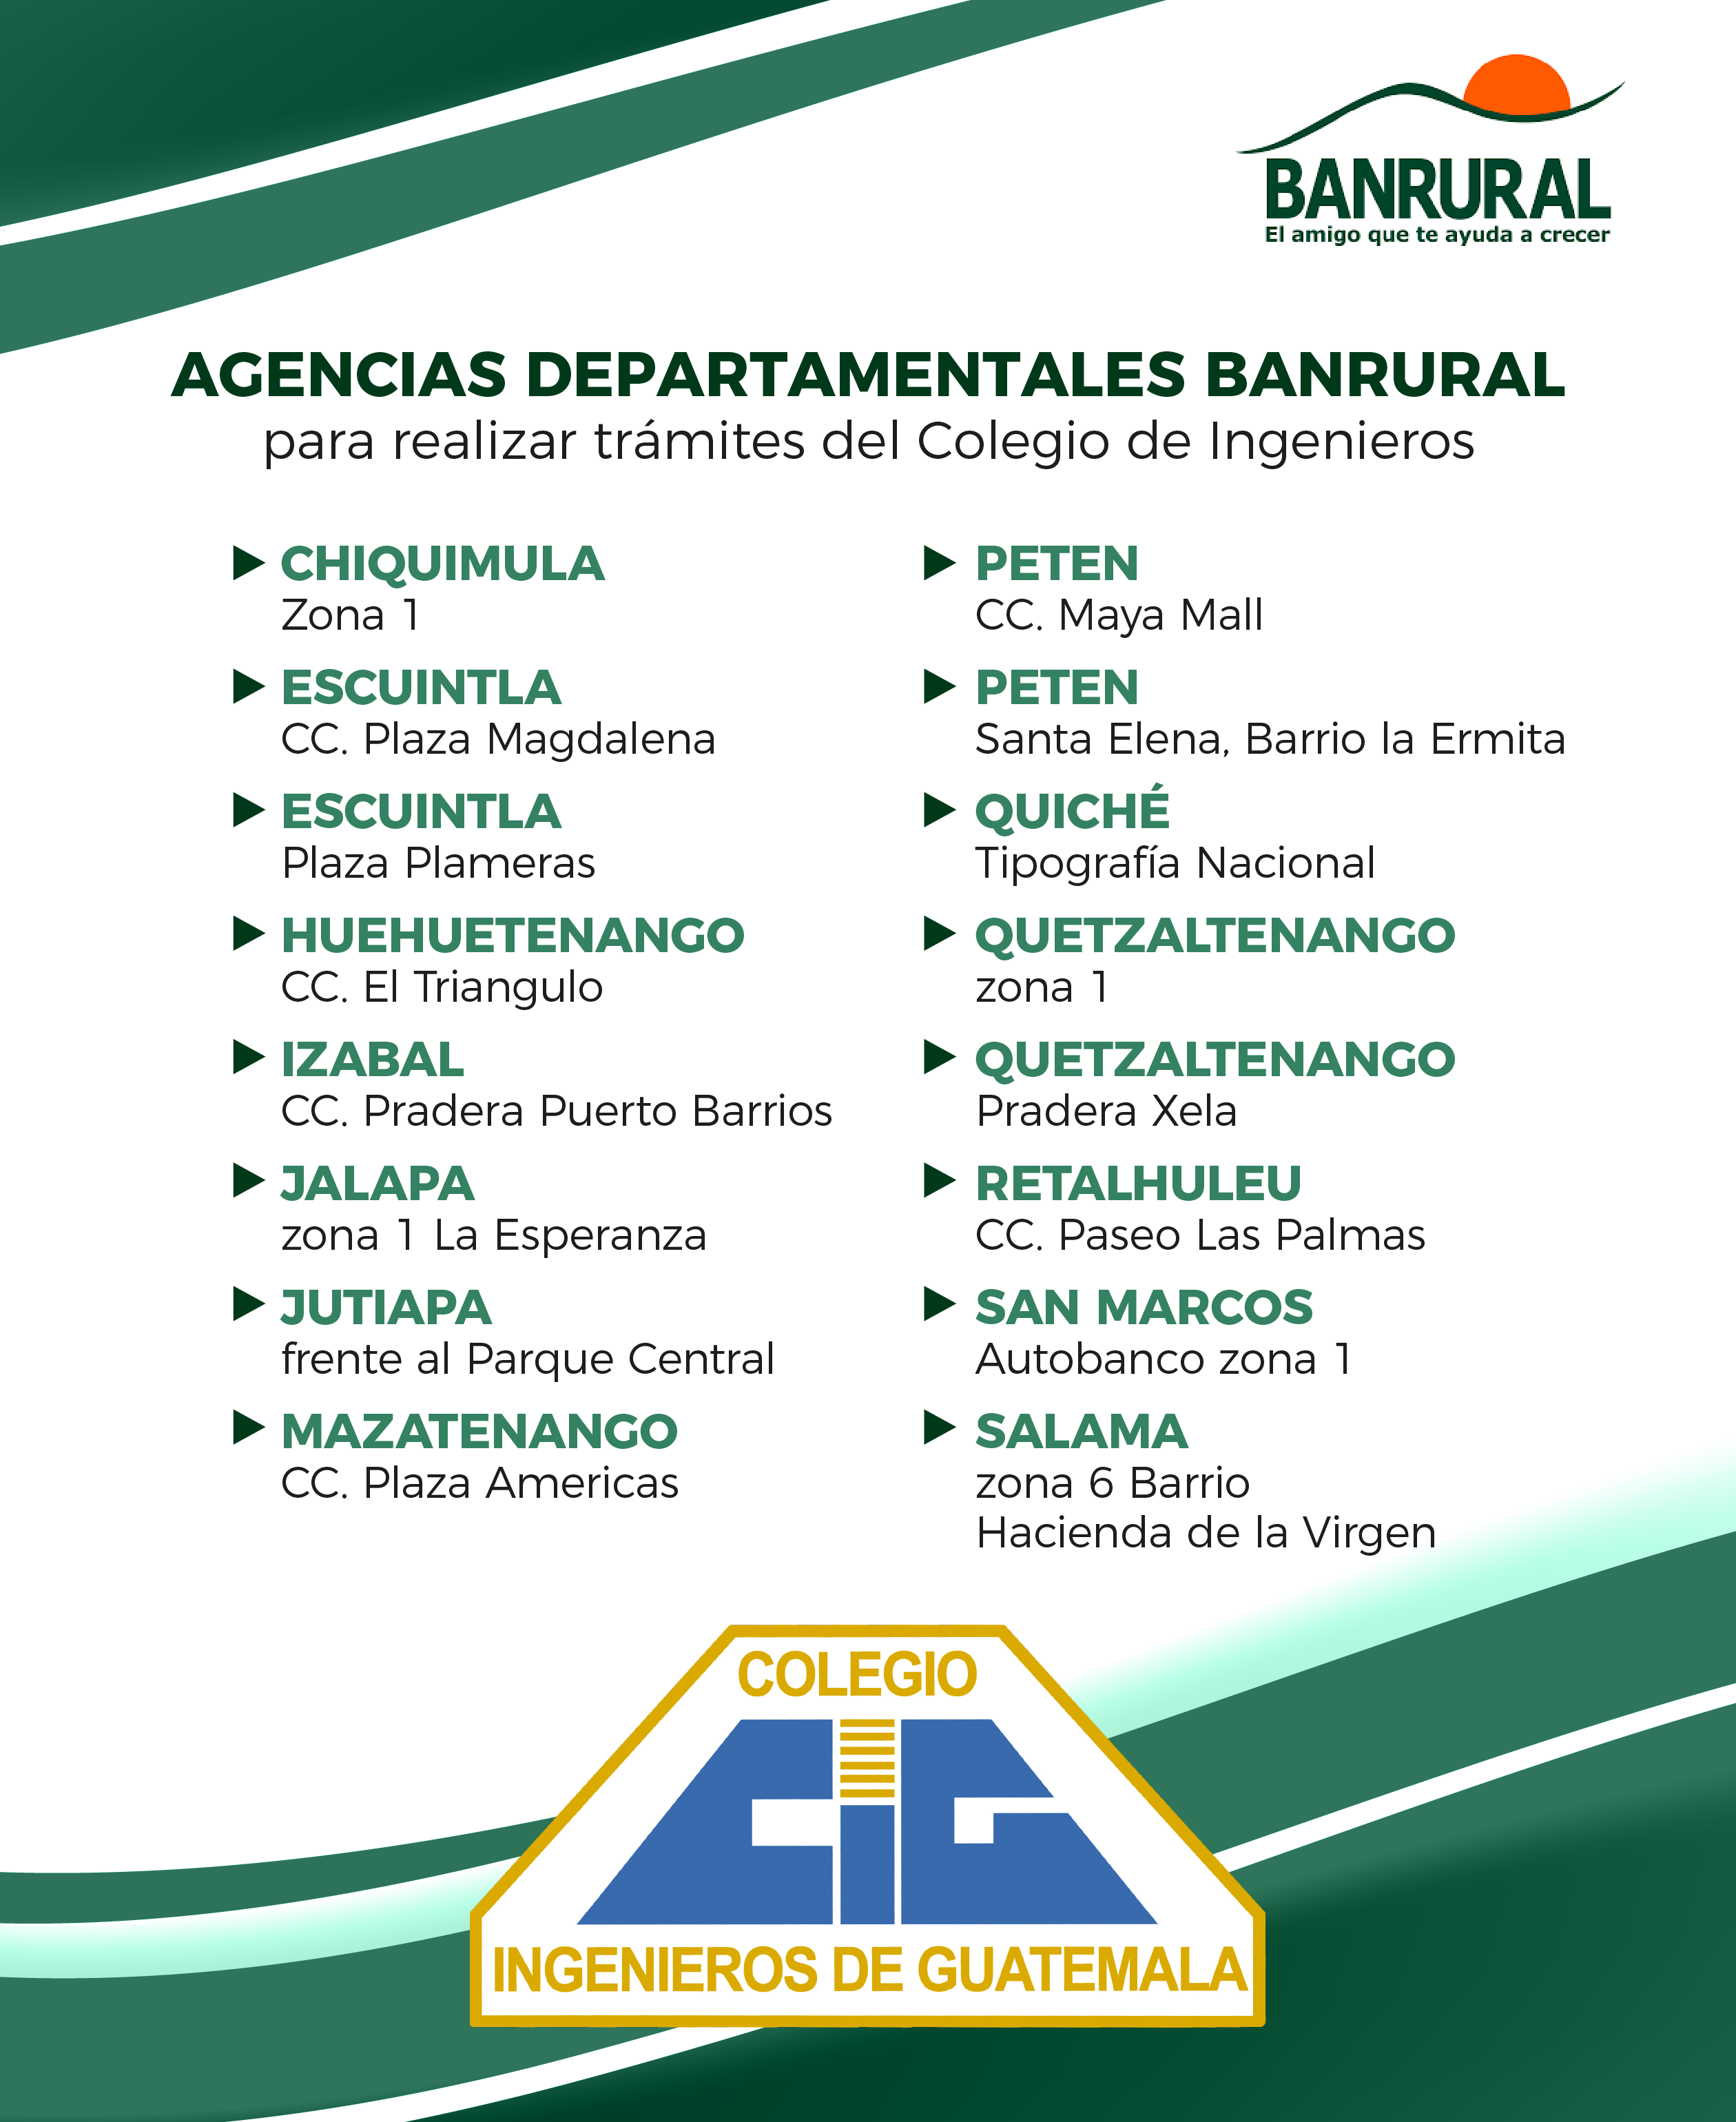 BANRURAL
El amigo que te ayuda a crecer
AGENCIAS DEPARTAMENTALES BANRURAL
para realizar trámites del Colegio de Ingenieros
CHIQUIMULA
Zona 1
ESCUINTLA
CC. Plaza Magdalena
ESCUINTLA
Plaza Plameras
HUEHUETENANGO
CC. El Triangulo
IZABAL
CC. Pradera Puerto Barrios
JALAPA
zona 1 La Esperanza
JUTIAPA
frente al Parque Central
MAZATENANGO
CC. Plaza Americas
PETEN
CC. Maya Mall
PETEN
Santa Elena, Barrio la Ermita
QUICHÉ
Tipografía Nacional
QUETZALTENANGO
zona 1
QUETZALTENANGO
Pradera Xela
RETALHULEU
CC. Paseo Las Palmas
SAN MARCOS
Autobanco zona 1
SALAMA
zona 6 Barrio
Hacienda de la Virgen
COLEGIO
CIG
INGENIEROS DE GUATEMALA